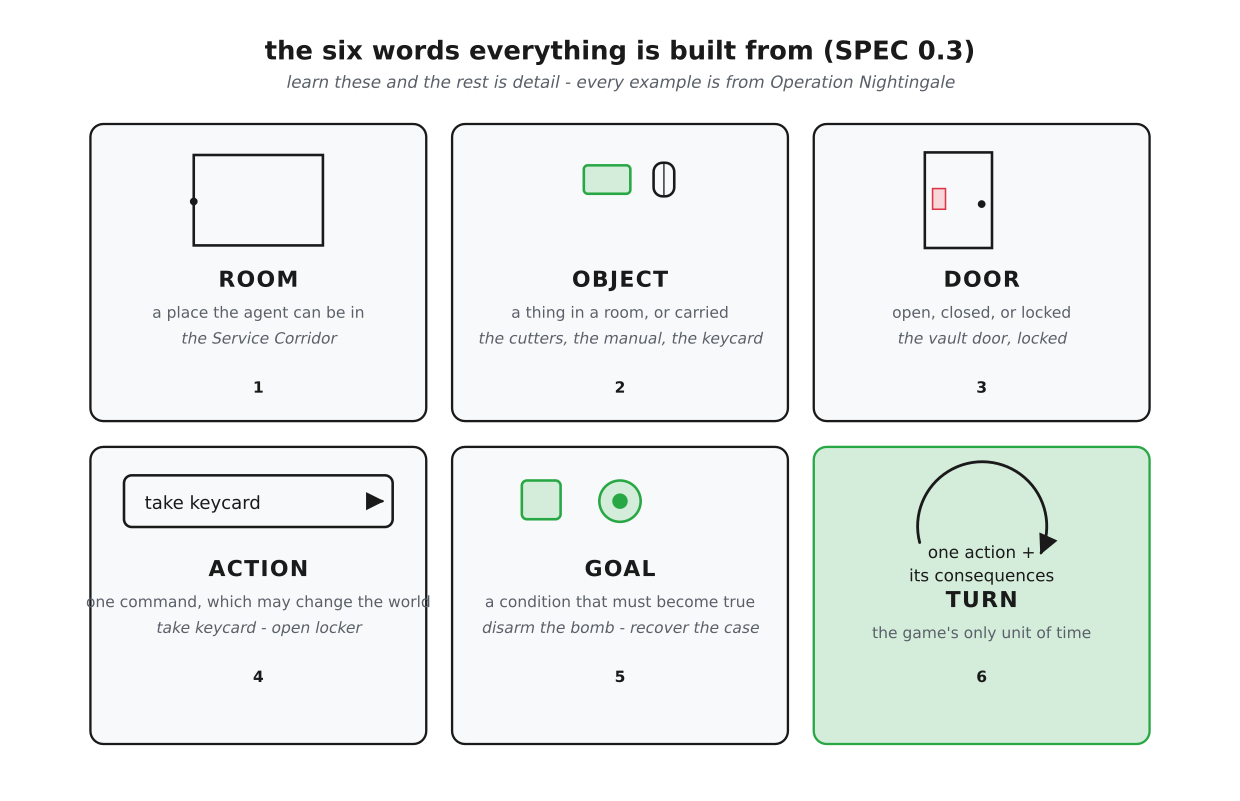 the six words everything is built from (SPEC 0.3)
learn these and the rest is detail - every example is from Operation Nightingale
ROOM
a place the agent can be in
the Service Corridor
1
OBJECT
a thing in a room, or carried
the cutters, the manual, the keycard
2
DOOR
open, closed, or locked
the vault door, locked
3
take keycard
ACTION
one command, which may change the world
take keycard - open locker
4
GOAL
a condition that must become true
disarm the bomb - recover the case
5
one action +
its consequences
TURN
the game's only unit of time
6